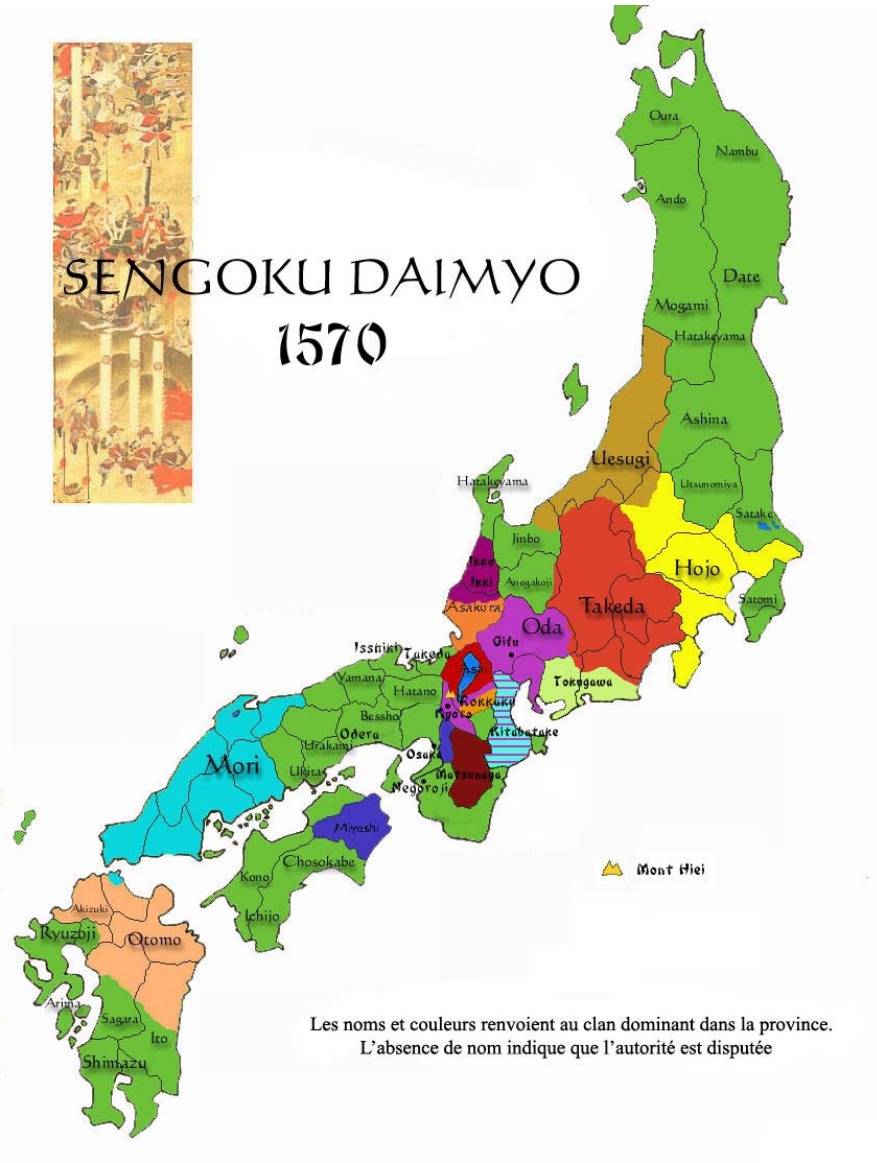 SENGOKU DAIMYO
1570
Oura
Nambu
Ando
Date
Mogami
Hatakeyama
Ashina
Uesugi
Utsunomiya
Hatakeyama
Satake
Jinbo
Ikko
Ikki
Anegakoji
Hojo
Takeda
Satomi
Asakura
Oda
Gifu
Isshiki
Takeda
Asai
Tokugawa
Yamana
Hatano
Rokkaku
Kyoto
Bessho
Odera
Kitabatake
Urakami
Osaka
Mori
Ukita
Matsunaga
Negoroji
Miyoshi
Chosokabe
Kono
Mont Hiei
Akizuki
Ichijo
Ryuzoji
Otomo
Arima
Sagara
Ito
Shimazu
Les noms et couleurs renvoient au clan dominant dans la province.
L'absence de nom indique que l'autorité est disputée